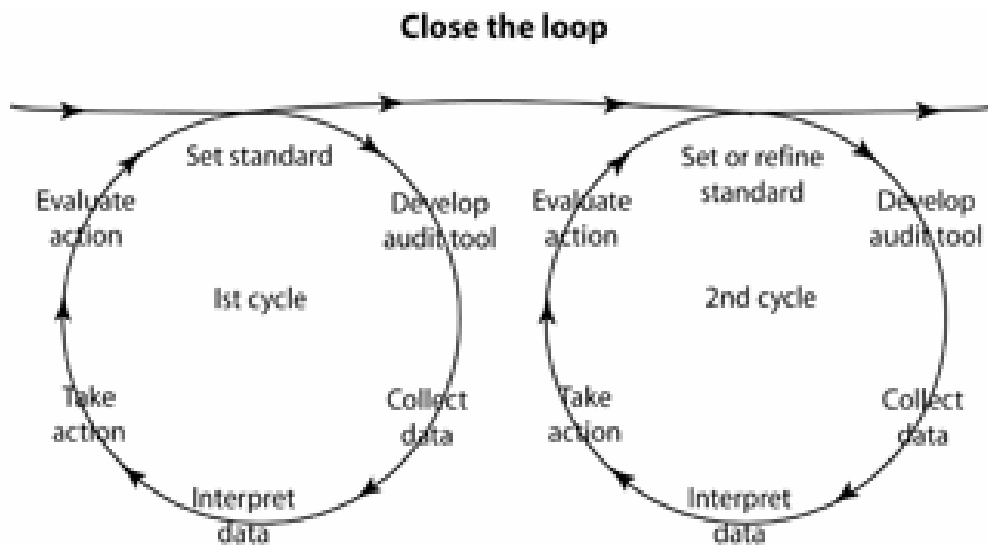 Close the loop
Set standard
Evaluate
action
Develop
audit tool
Ist cycle
Take
action
Collect
data
Interpret
data
Set or refine
standard
Evaluate
action
Develop
audit tool
2nd cycle
Take
action
Collect
data
Interpret
data